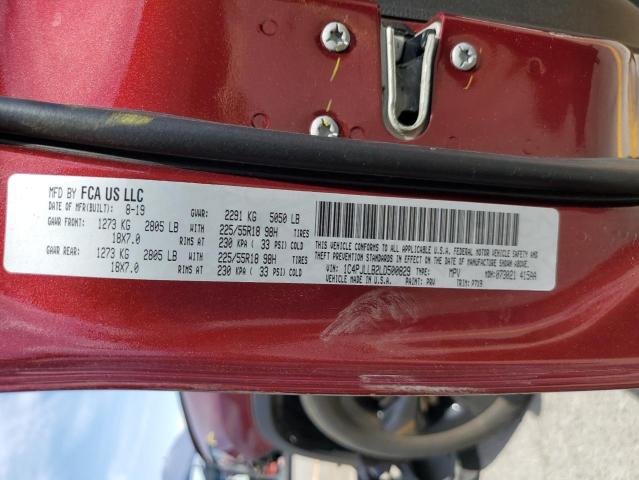 MFD BY FCA US LLC
DATE OF MFR(BUILT): 8-19 GVWR: 2291 KG 5050 LB
GAWR FRONT: 1273 KG 2805 LB WITH 225/55R18 98H TIRES
18X7.0 RIMS AT 230 KPA ( 33 PSI) COLD
GAWR REAR: 1273 KG 2805 LB WITH 225/55R18 98H TIRES
18X7.0 RIMS AT 230 KPA ( 33 PSI) COLD
THIS VEHICLE CONFORMS TO ALL APPLICABLE U.S.A. FEDERAL MOTOR VEHICLE SAFETY AND
THEFT PREVENTION STANDARDS IN EFFECT ON THE DATE OF MANUFACTURE SHOWN ABOVE.
VIN: 1C4PJLLB2LD500829 TYPE: MPV MDH: 073021 415AA
VEHICLE MADE IN U.S.A. PAINT: PRV TRIM: P7X9